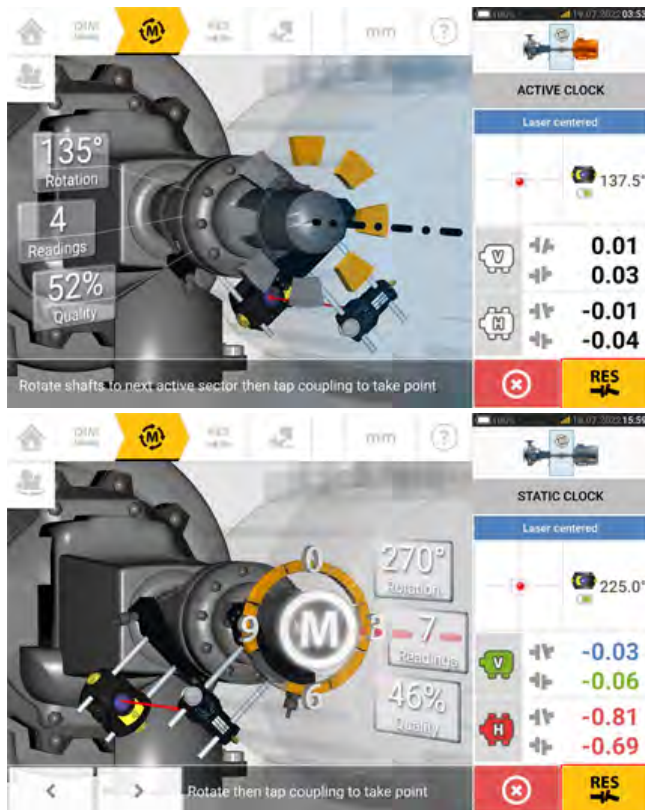 DIM
M
RES
mm
?
100%
19.07.2022 03:53
ACTIVE CLOCK
Laser centered
137.5°
135°
Rotation
4
Readings
52%
Quality
V
0.01
0.03
H
-0.01
-0.04
Rotate shafts to next active sector then tap coupling to take point
RES
DIM
M
RES
mm
?
100%
18.07.2022 15:59
STATIC CLOCK
Laser centered
225.0°
0
3
6
9
M
270°
Rotation
7
Readings
46%
Quality
V
-0.03
-0.06
H
-0.81
-0.69
Rotate then tap coupling to take point
RES